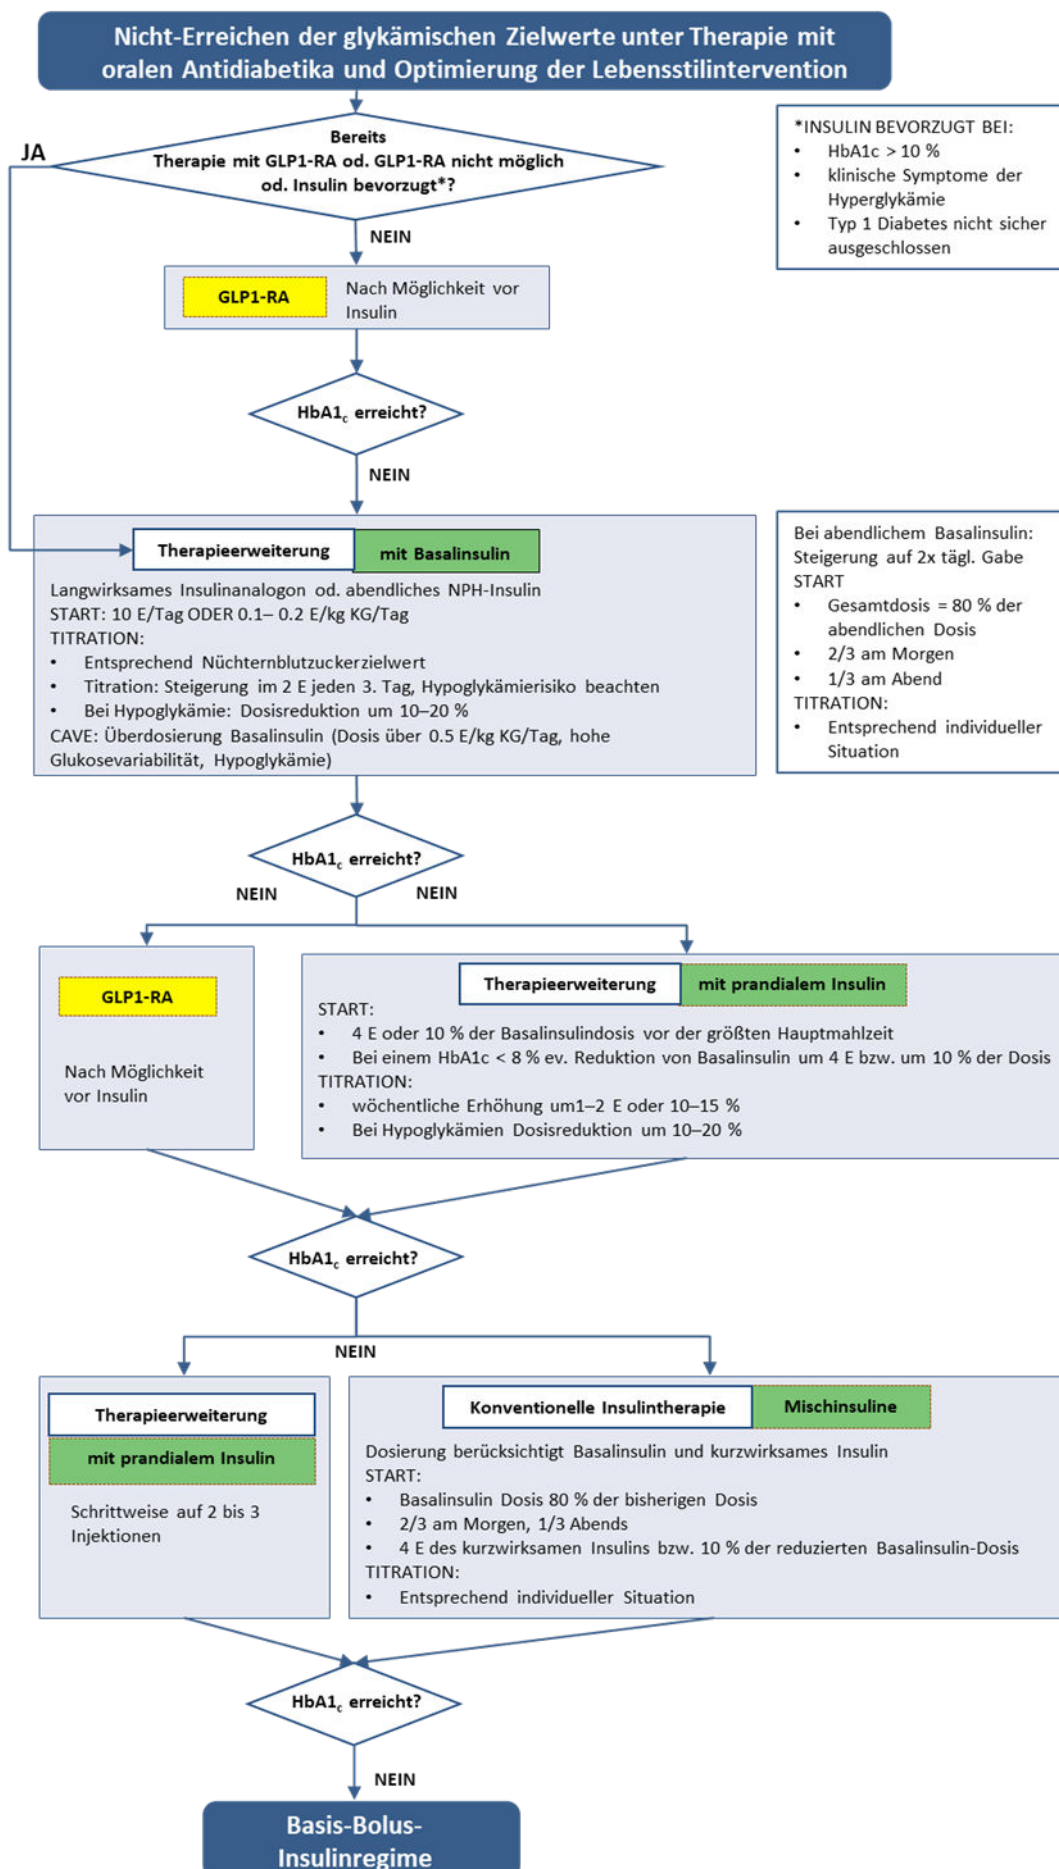 Nicht-Erreichen der glykämischen Zielwerte unter Therapie mit
oralen Antidiabetika und Optimierung der Lebensstilintervention
JA
Bereits
Therapie mit GLP1-RA od. GLP1-RA nicht möglich
od. Insulin bevorzugt*?
*INSULIN BEVORZUGT BEI:
• HbA1c > 10 %
• klinische Symptome der
Hyperglykämie
• Typ 1 Diabetes nicht sicher
ausgeschlossen
NEIN
GLP1-RA
Nach Möglichkeit vor
Insulin
HbA1c erreicht?
NEIN
Therapieerweiterung
mit Basalinsulin
Langwirksames Insulinanalogon od. abendliches NPH-Insulin
START: 10 E/Tag ODER 0.1– 0.2 E/kg KG/Tag
TITRATION:
• Entsprechend Nüchternblutzuckerzielwert
• Titration: Steigerung im 2 E jeden 3. Tag, Hypoglykämierisiko beachten
• Bei Hypoglykämie: Dosisreduktion um 10–20 %
CAVE: Überdosierung Basalinsulin (Dosis über 0.5 E/kg KG/Tag, hohe
Glukosevariabilität, Hypoglykämie)
Bei abendlichem Basalinsulin:
Steigerung auf 2x tägl. Gabe
START
• Gesamtdosis = 80 % der
abendlichen Dosis
• 2/3 am Morgen
• 1/3 am Abend
TITRATION:
• Entsprechend individueller
Situation
HbA1c erreicht?
NEIN
NEIN
GLP1-RA
Nach Möglichkeit
vor Insulin
Therapieerweiterung
mit prandialem Insulin
START:
• 4 E oder 10 % der Basalinsulindosis vor der größten Hauptmahlzeit
• Bei einem HbA1c < 8 % ev. Reduktion von Basalinsulin um 4 E bzw. um 10 % der Dosis
TITRATION:
• wöchentliche Erhöhung um1–2 E oder 10–15 %
• Bei Hypoglykämien Dosisreduktion um 10–20 %
HbA1c erreicht?
NEIN
Therapieerweiterung
mit prandialem Insulin
Schrittweise auf 2 bis 3
Injektionen
Konventionelle Insulintherapie
Mischinsuline
Dosierung berücksichtigt Basalinsulin und kurzwirksames Insulin
START:
• Basalinsulin Dosis 80 % der bisherigen Dosis
• 2/3 am Morgen, 1/3 Abends
• 4 E des kurzwirksamen Insulins bzw. 10 % der reduzierten Basalinsulin-Dosis
TITRATION:
• Entsprechend individueller Situation
HbA1c erreicht?
NEIN
Basis-Bolus-
Insulinregime